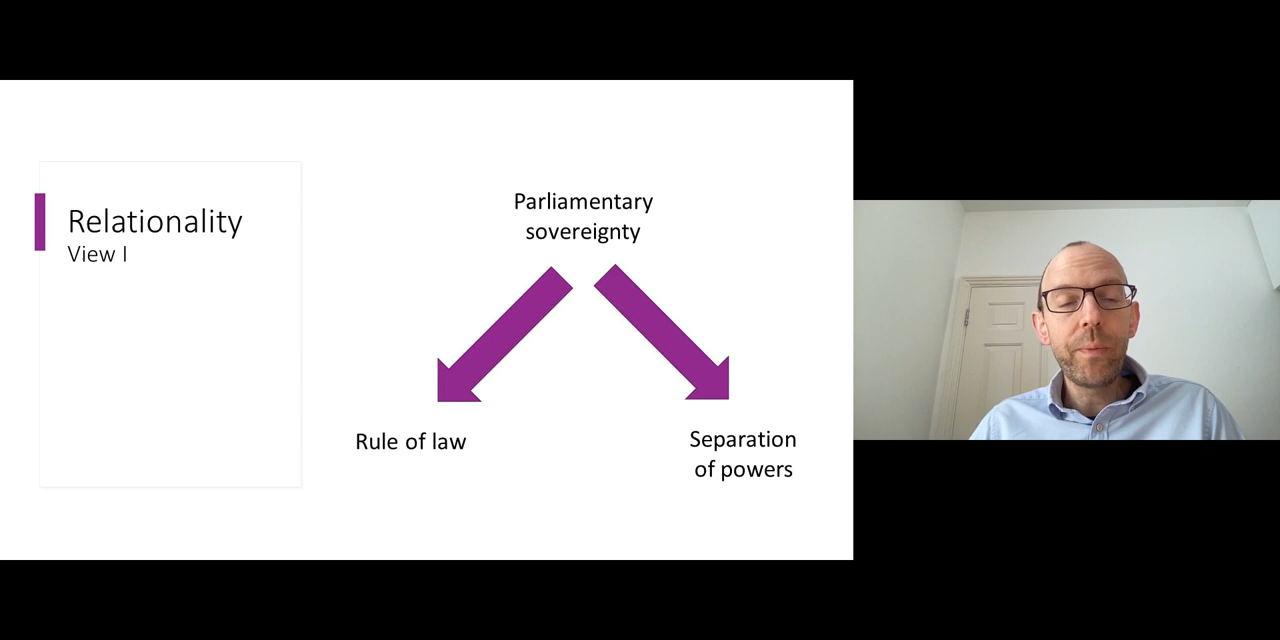 Relationality
View I
Parliamentary
sovereignty
Rule of law
Separation
of powers